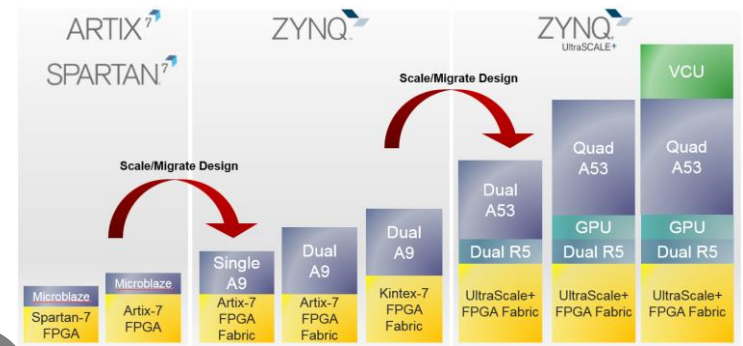 ARTIX 7
SPARTAN 7
ZYNQ
ZYNQ
UltraSCALE+
Scale/Migrate Design
Scale/Migrate Design
Microblaze
Spartan-7
FPGA
Microblaze
Artix-7
FPGA
Single
A9
Artix-7
FPGA
Fabric
Dual
A9
Artix-7
FPGA
Fabric
Dual
A9
Kintex-7
FPGA
Fabric
Dual
A53
Dual R5
UltraScale+
FPGA Fabric
Quad
A53
GPU
Dual R5
UltraScale+
FPGA Fabric
VCU
Quad
A53
GPU
Dual R5
UltraScale+
FPGA Fabric